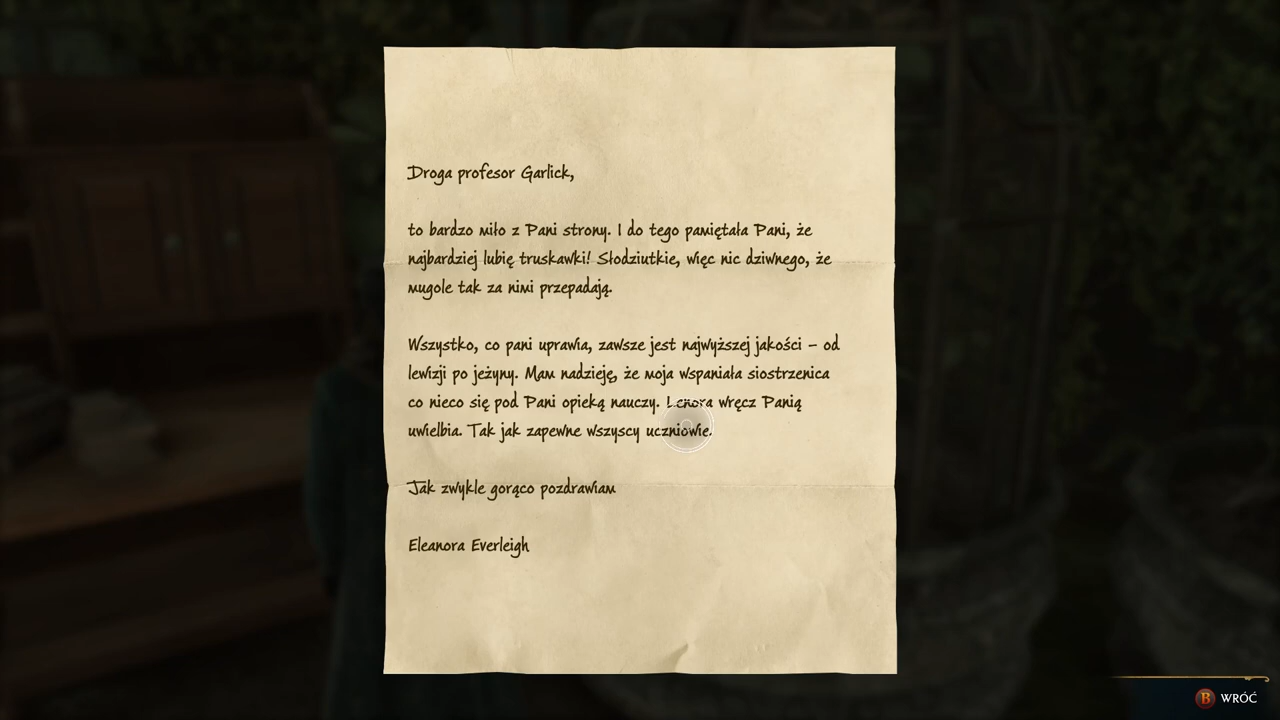 Droga profesor Garlick,
to bardzo miło z Pani strony. I do tego pamiętała Pani, że
najbardziej lubię truskawki! Słodziutkie, więc nic dziwnego, że
mugole tak za nimi przepadają.
Wszystko, co pani uprawia, zawsze jest najwyższej jakości – od
lewizji po jeżyny. Mam nadzieję, że moja wspaniała siostrzenica
co nieco się pod Pani opieką nauczy. Lenora wręcz Panią
uwielbia. Tak jak zapewne wszyscy uczniowie.
Jak zwykle gorąco pozdrawiam
Eleanora Everleigh
B WRÓĆ